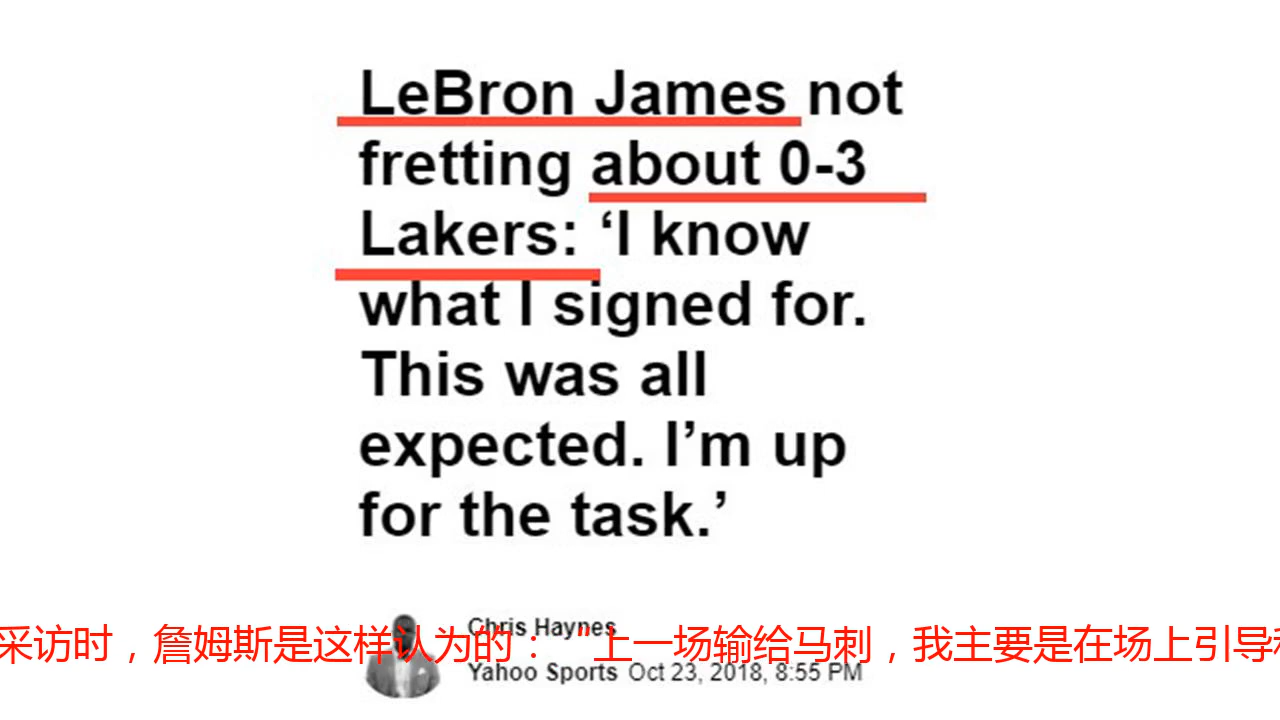 LeBron James not
fretting about 0-3
Lakers: ‘I know
what I signed for.
This was all
expected. I’m up
for the task.’
Chris Haynes
采访时，詹姆斯是这样认为的：“上一场输给马刺，我主要是在场上引导
Yahoo Sports Oct 23, 2018, 8:55 PM